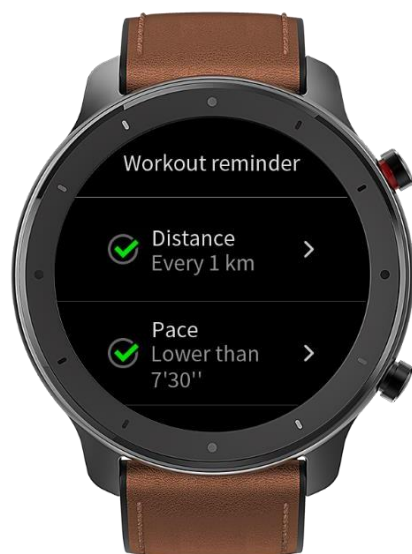 Workout reminder
Distance
Every 1 km
Pace
Lower than
7'30''